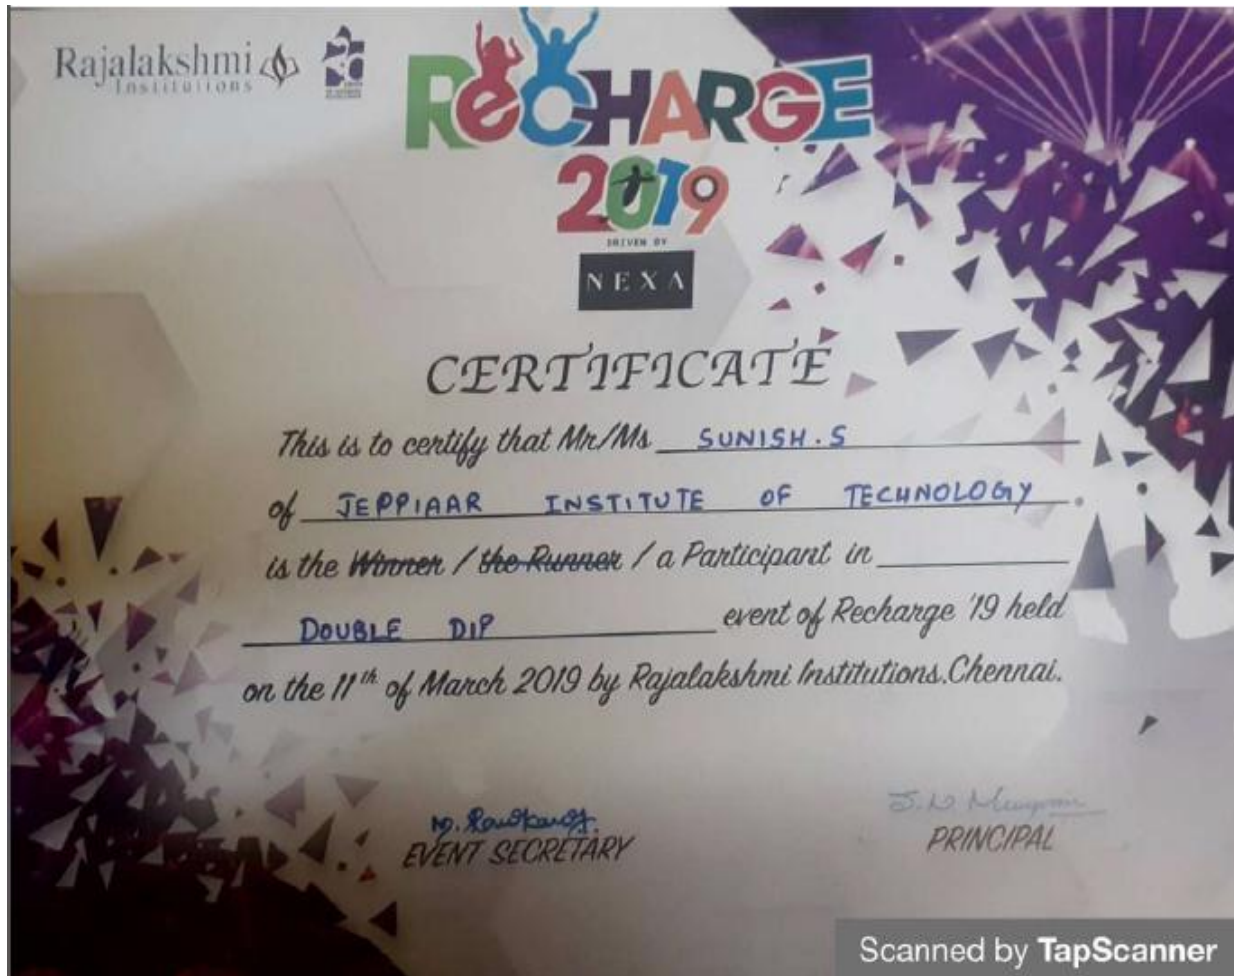 Rajalakshmi
Institutions
RECHARGE
2019
DRIVEN BY
NEXA
CERTIFICATE
This is to certify that Mr/Ms SUNISH.S
of JEPPIAAR INSTITUTE OF TECHNOLOGY.
is the Winner / the Runner / a Participant in
DOUBLE DIP event of Recharge '19 held
on the 11th of March 2019 by Rajalakshmi Institutions.Chennai.
EVENT SECRETARY
PRINCIPAL
Scanned by TapScanner